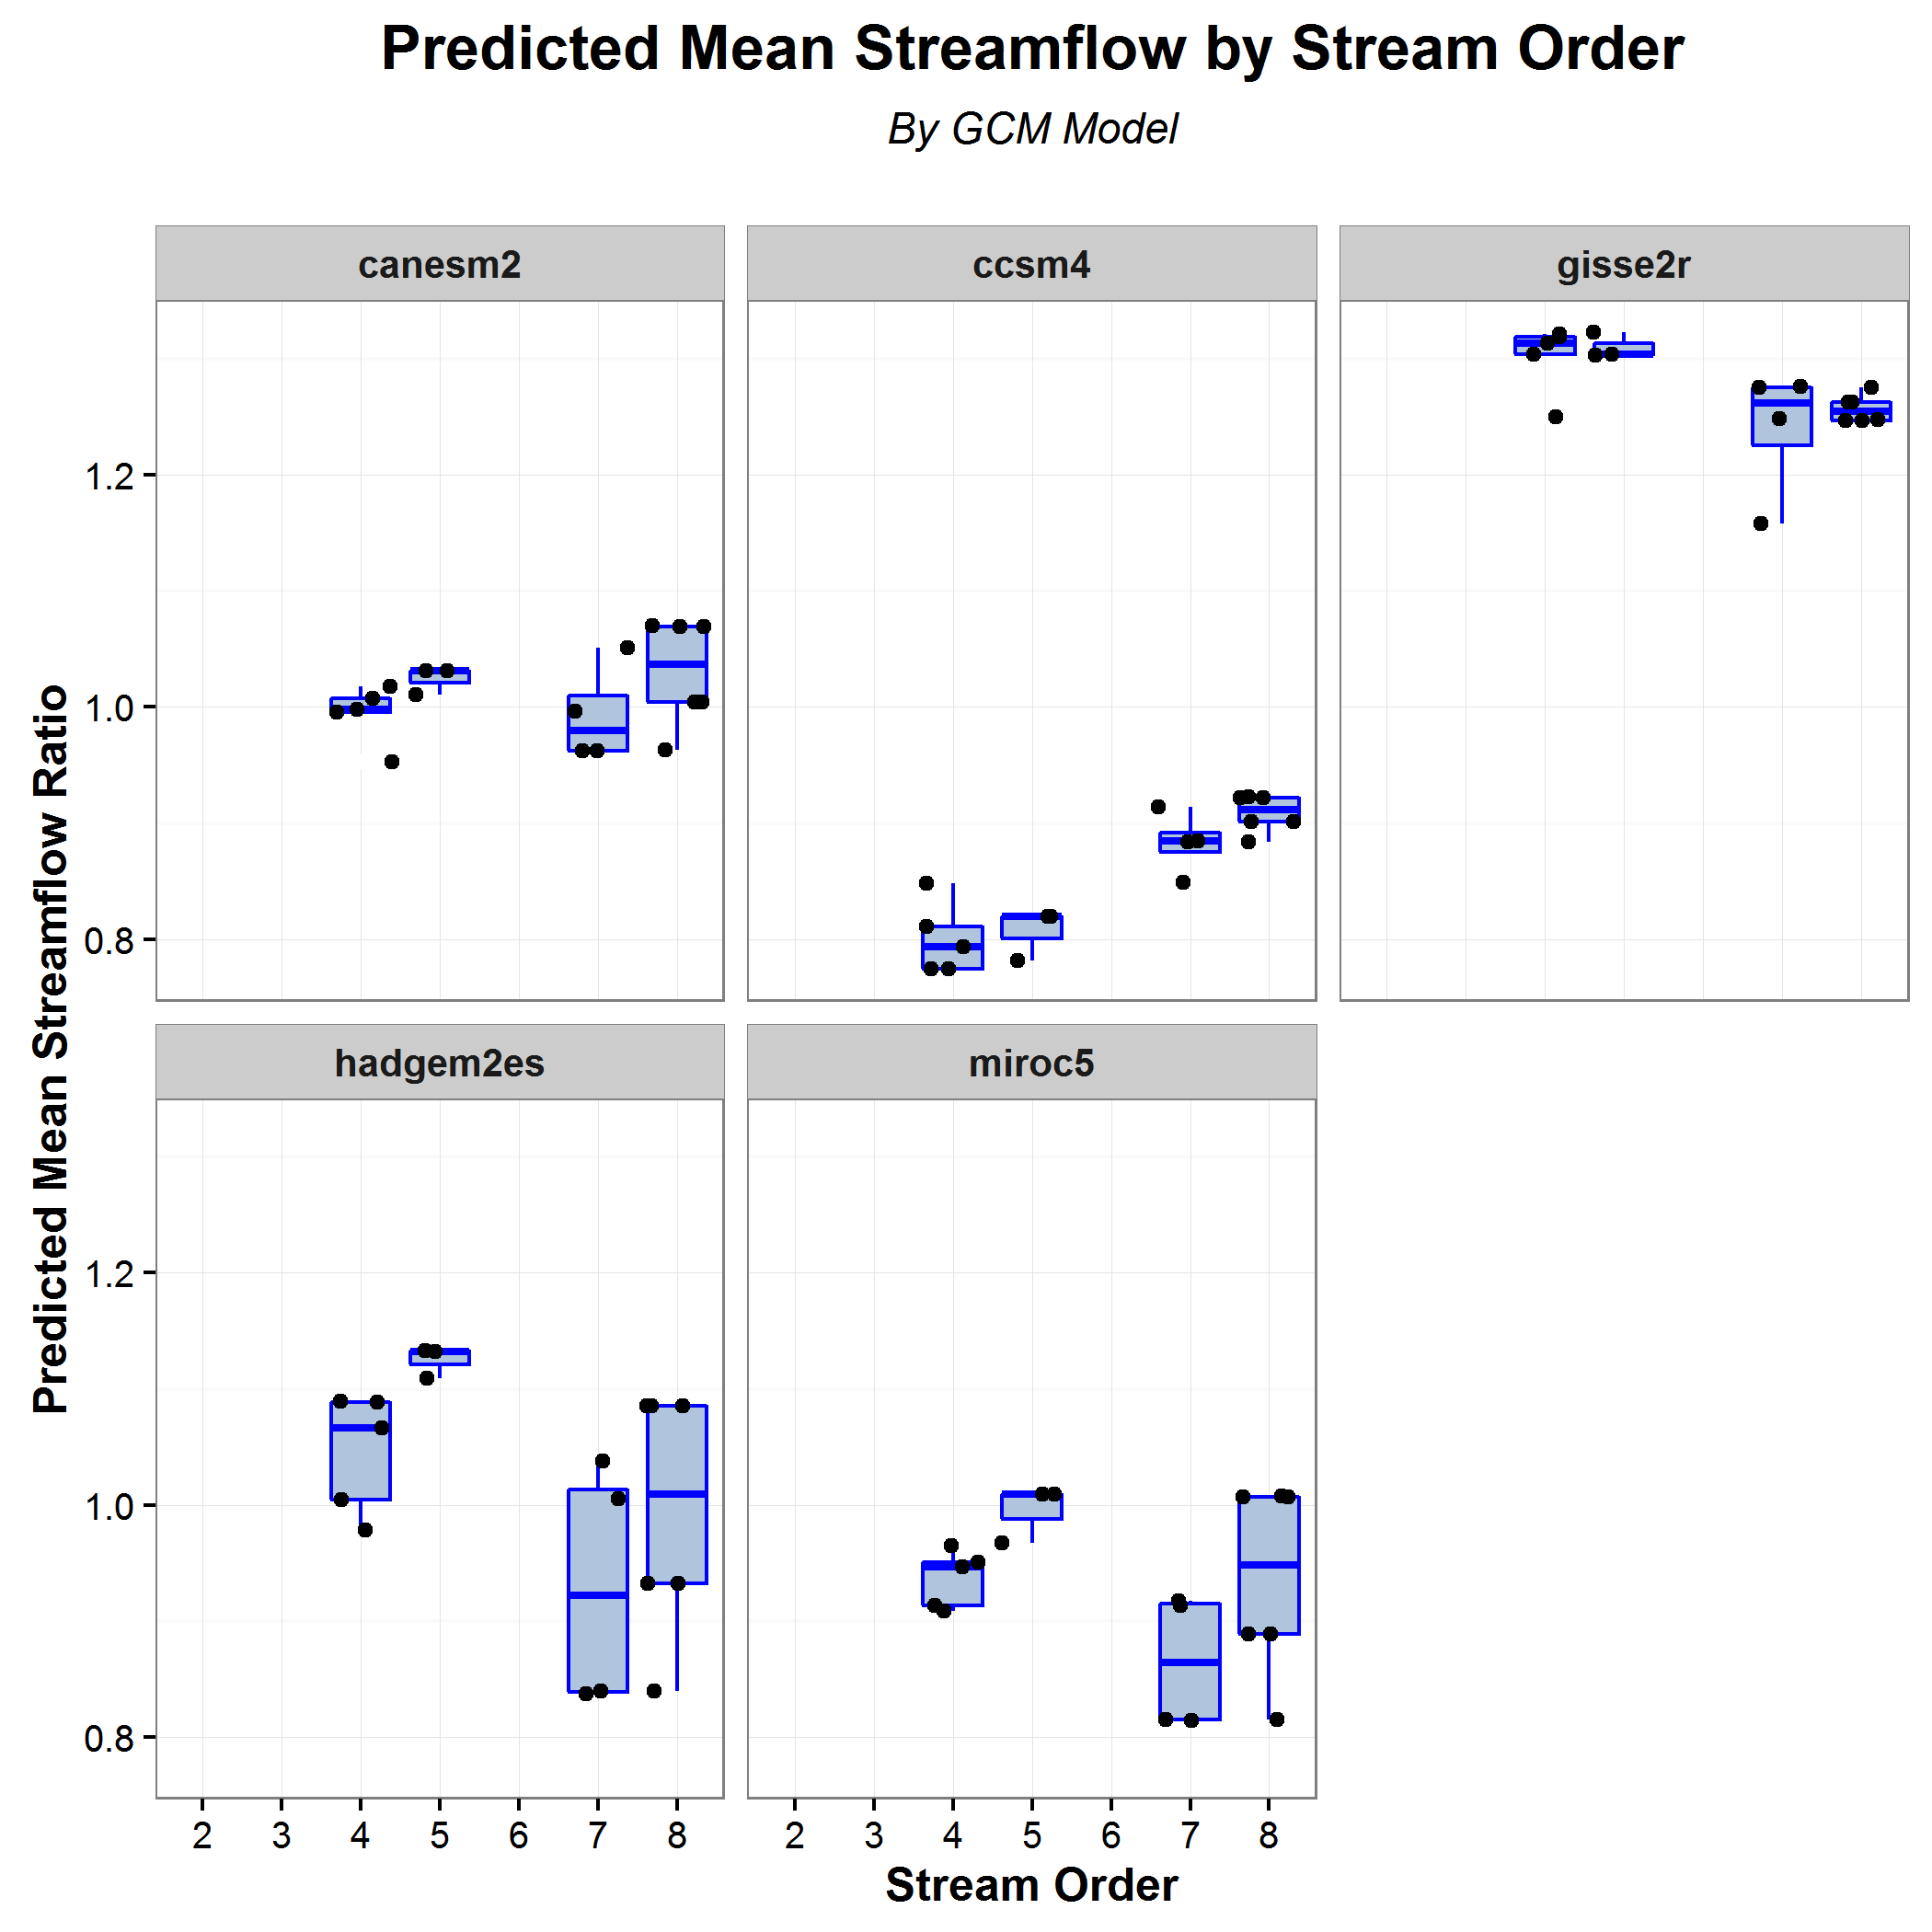 Predicted Mean Streamflow by Stream Order
By GCM Model
canesm2
ccsm4
gisse2r
1.2
1.0
0.8
Predicted Mean Streamflow Ratio
hadgem2es
miroc5
1.2
1.0
0.8
2 3 4 5 6 7 8
2 3 4 5 6 7 8
Stream Order